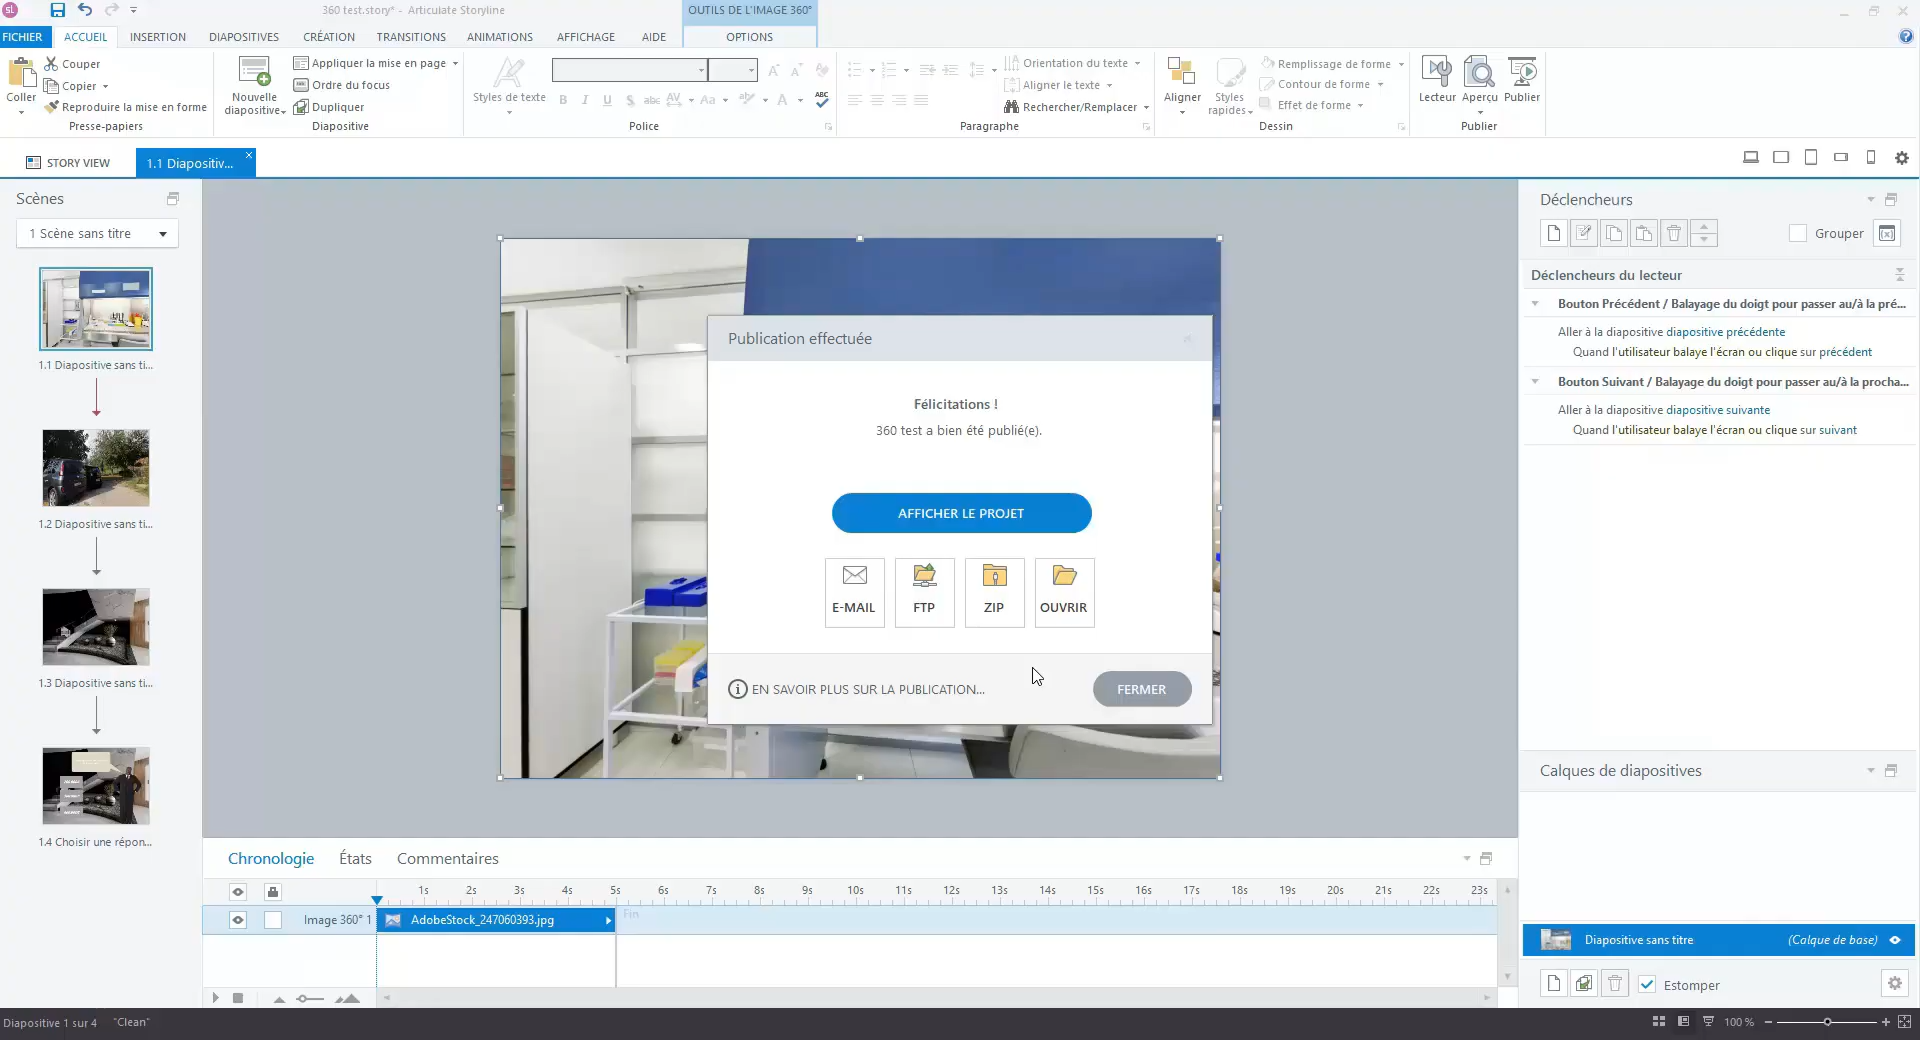 360 test.story* - Articulate Storyline
OUTILS DE L'IMAGE 360°
FICHIER
ACCUEIL
INSERTION
DIAPOSITIVES
CRÉATION
TRANSITIONS
ANIMATIONS
AFFICHAGE
AIDE
OPTIONS
Coller
Couper
Copier
Reproduire la mise en forme
Presse-papiers
Nouvelle
diapositive
Appliquer la mise en page
Ordre du focus
Dupliquer
Diapositive
Styles de texte
Police
Orientation du texte
Aligner le texte
Rechercher/Remplacer
Paragraphe
Aligner
Styles
rapides
Remplissage de forme
Contour de forme
Effet de forme
Dessin
Lecteur
Aperçu
Publier
Publier
STORY VIEW
1.1 Diapositiv...
Scènes
1 Scène sans titre
1.1 Diapositive sans ti...
1.2 Diapositive sans ti...
1.3 Diapositive sans ti...
1.4 Choisir une répon...
Publication effectuée
Félicitations !
360 test a bien été publié(e).
AFFICHER LE PROJET
E-MAIL
FTP
ZIP
OUVRIR
EN SAVOIR PLUS SUR LA PUBLICATION...
FERMER
Déclencheurs
Grouper
Déclencheurs du lecteur
Bouton Précédent / Balayage du doigt pour passer au/à la pré...
Aller à la diapositive diapositive précédente
Quand l'utilisateur balaye l'écran ou clique sur précédent
Bouton Suivant / Balayage du doigt pour passer au/à la procha...
Aller à la diapositive diapositive suivante
Quand l'utilisateur balaye l'écran ou clique sur suivant
Calques de diapositives
Diapositive sans titre
(Calque de base)
Estomper
Chronologie
États
Commentaires
1s 2s 3s 4s 5s 6s 7s 8s 9s 10s 11s 12s 13s 14s 15s 16s 17s 18s 19s 20s 21s 22s 23s
Image 360° 1
AdobeStock_247060393.jpg
Fin
Diapositive 1 sur 4
"Clean"
100 %